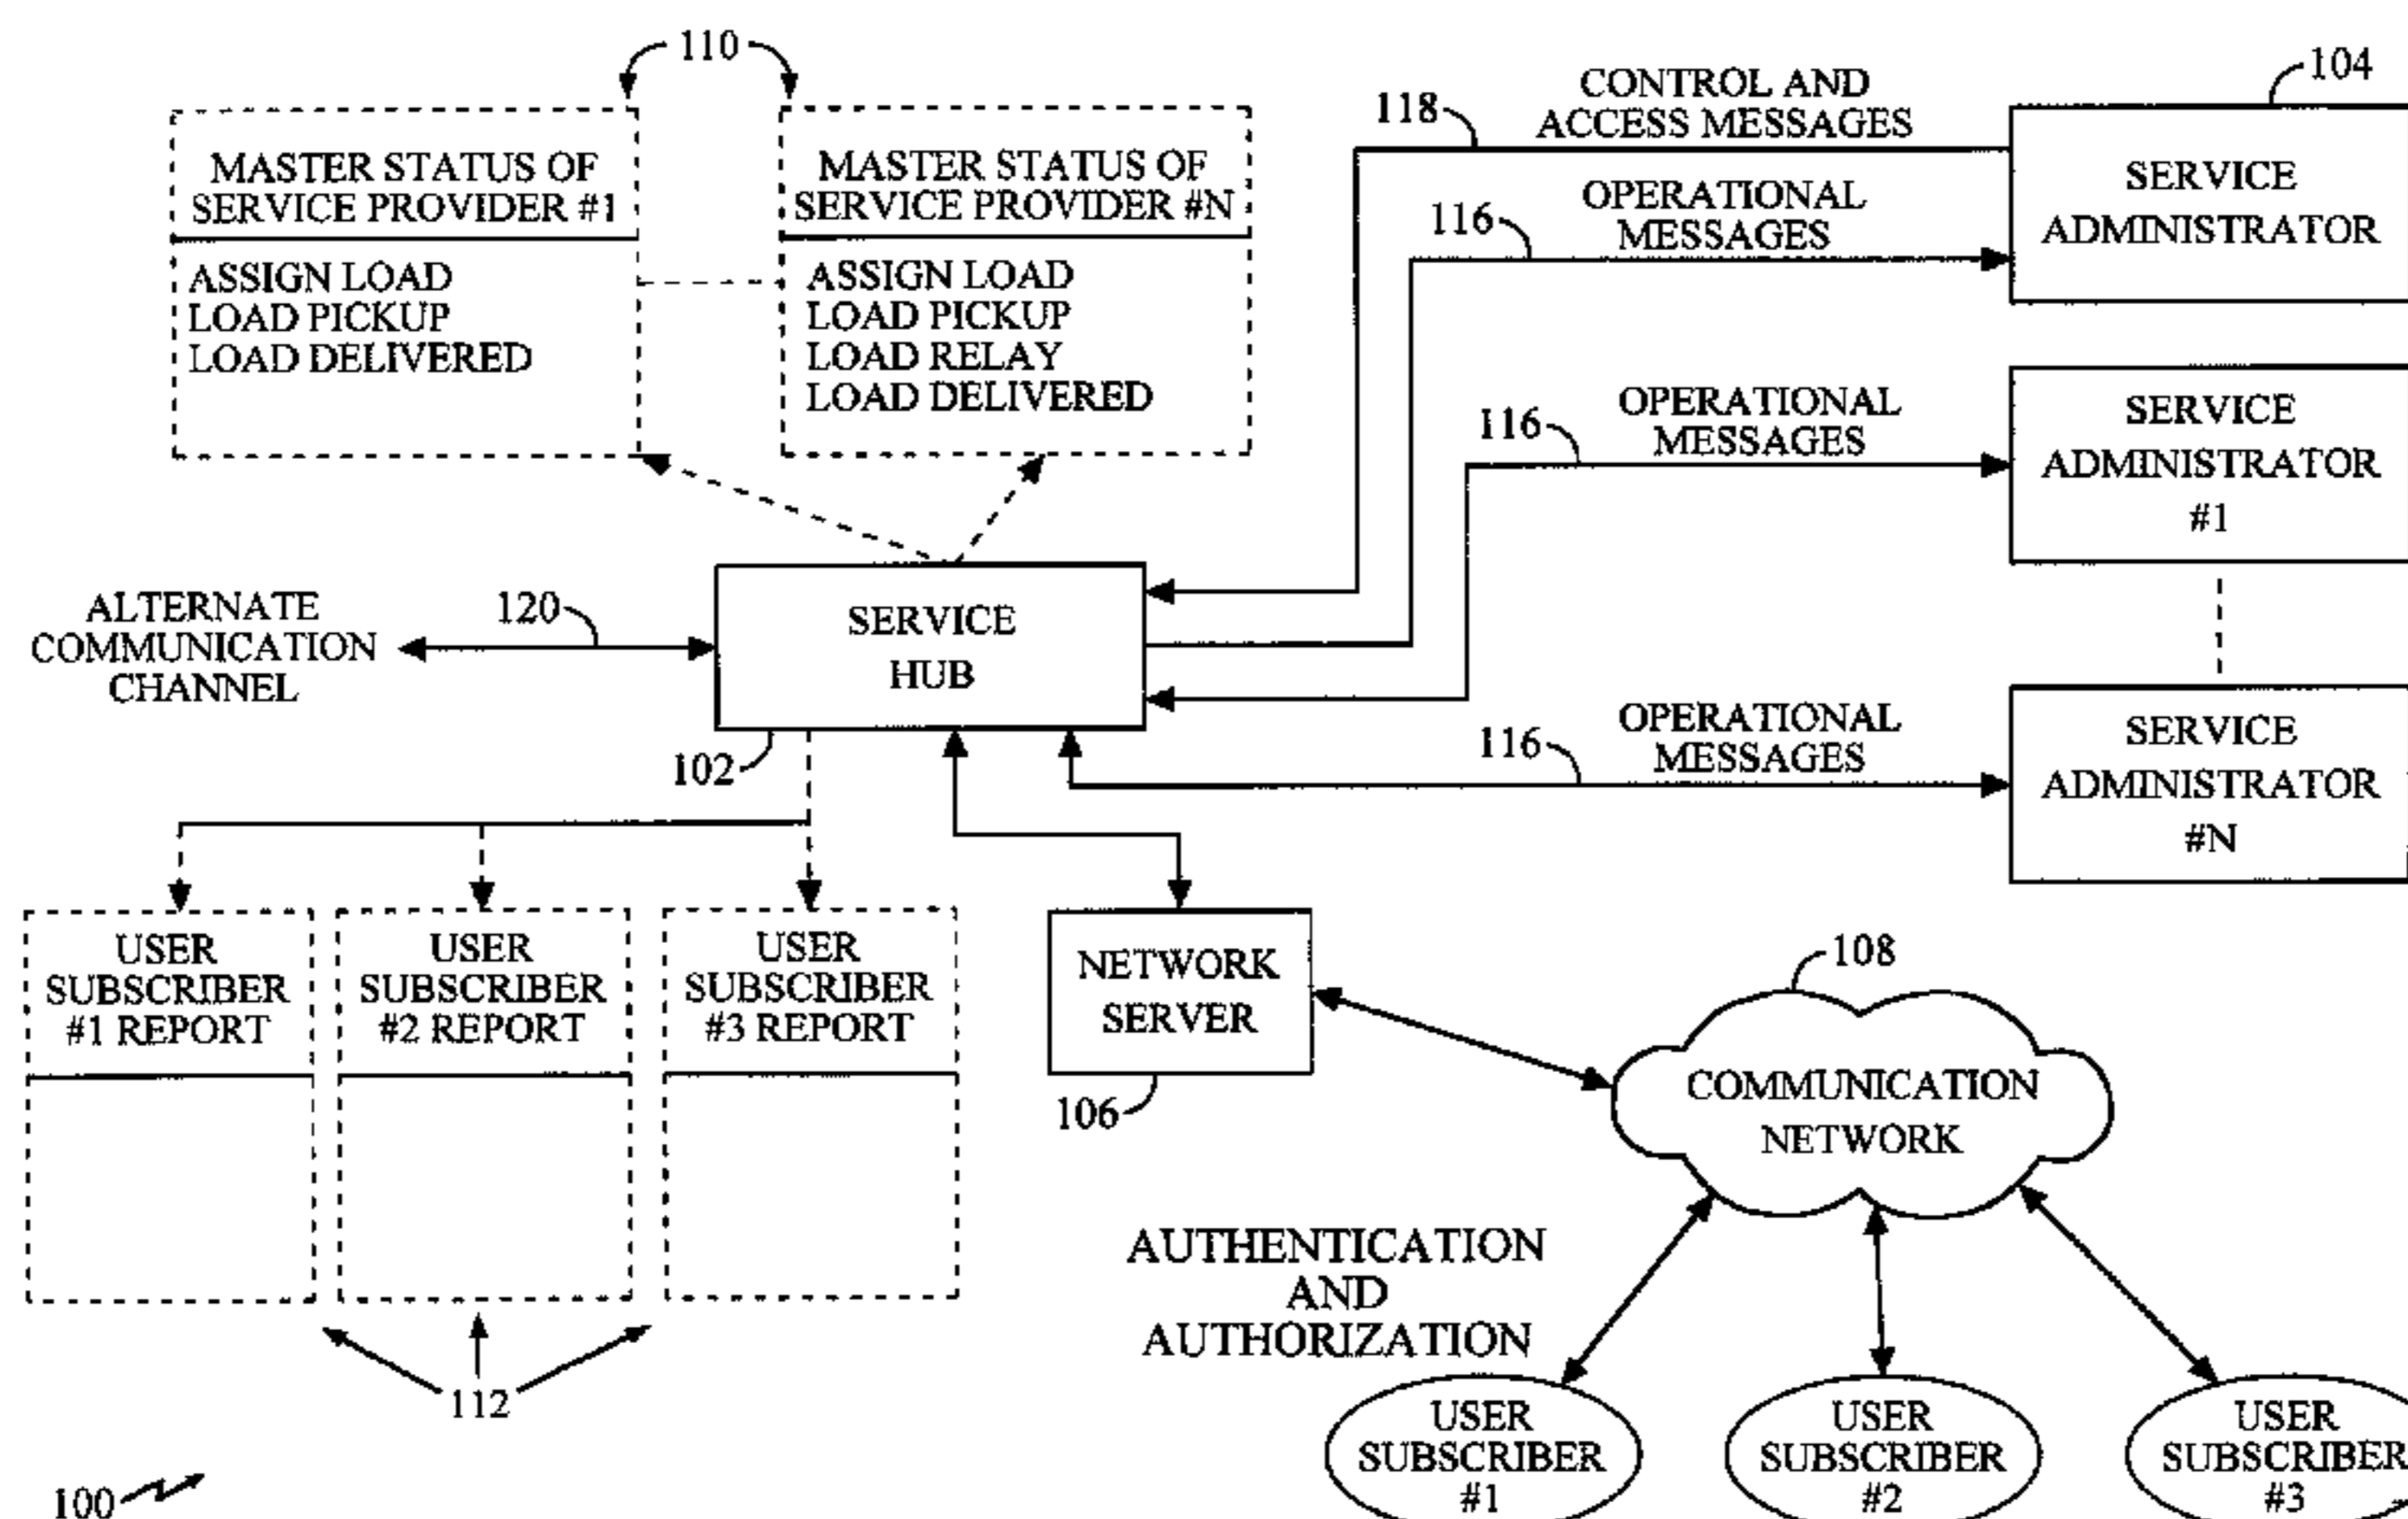 110
MASTER STATUS OF
SERVICE PROVIDER #1
ASSIGN LOAD
LOAD PICKUP
LOAD DELIVERED
MASTER STATUS OF
SERVICE PROVIDER #N
ASSIGN LOAD
LOAD PICKUP
LOAD RELAY
LOAD DELIVERED
118
CONTROL AND
ACCESS MESSAGES
116
OPERATIONAL
MESSAGES
104
SERVICE
ADMINISTRATOR
116
OPERATIONAL
MESSAGES
SERVICE
ADMINISTRATOR
#1
ALTERNATE
COMMUNICATION
CHANNEL
120
SERVICE
HUB
102
116
OPERATIONAL
MESSAGES
SERVICE
ADMINISTRATOR
#N
USER
SUBSCRIBER
#1 REPORT
USER
SUBSCRIBER
#2 REPORT
USER
SUBSCRIBER
#3 REPORT
112
NETWORK
SERVER
106
108
COMMUNICATION
NETWORK
AUTHENTICATION
AND
AUTHORIZATION
USER
SUBSCRIBER
#1
USER
SUBSCRIBER
#2
USER
SUBSCRIBER
#3
100